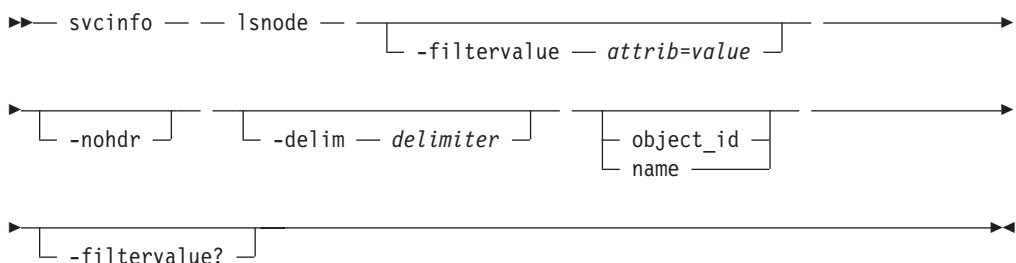 svcinfo lsnode
-filtervalue attrib=value
-nohdr -delim delimiter object_id
name
-filtervalue?